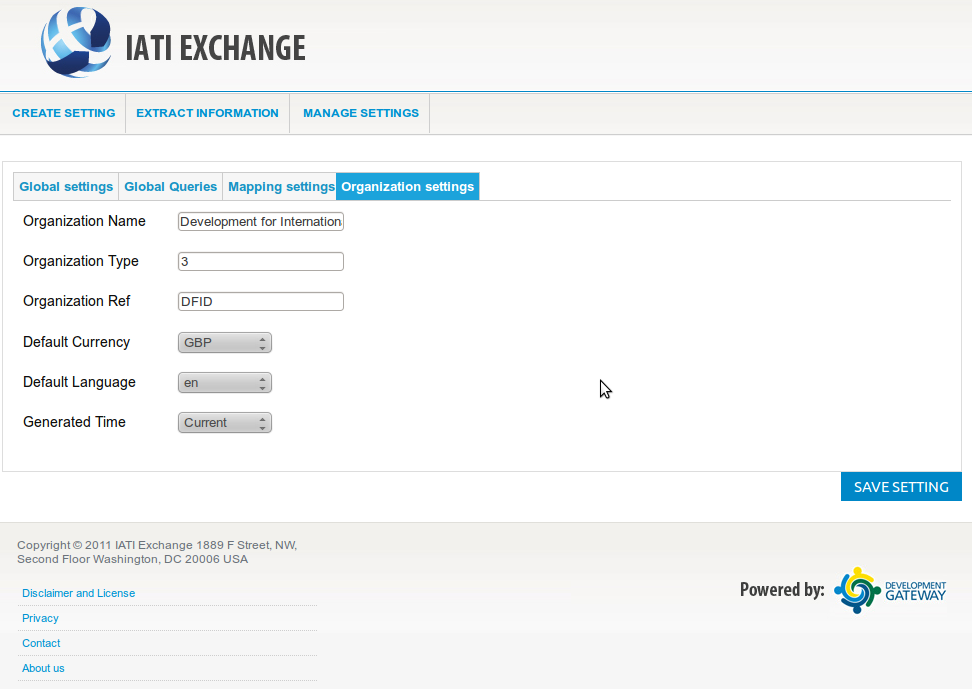 IATI EXCHANGE
CREATE SETTING EXTRACT INFORMATION MANAGE SETTINGS
Global settings Global Queries Mapping settings Organization settings
Organization Name Development for Internation
Organization Type 3
Organization Ref DFID
Default Currency GBP
Default Language en
Generated Time Current
SAVE SETTING
Copyright © 2011 IATI Exchange 1889 F Street, NW,
Second Floor Washington, DC 20006 USA
Disclaimer and License
Privacy
Contact
About us
Powered by:
DEVELOPMENT
GATEWAY